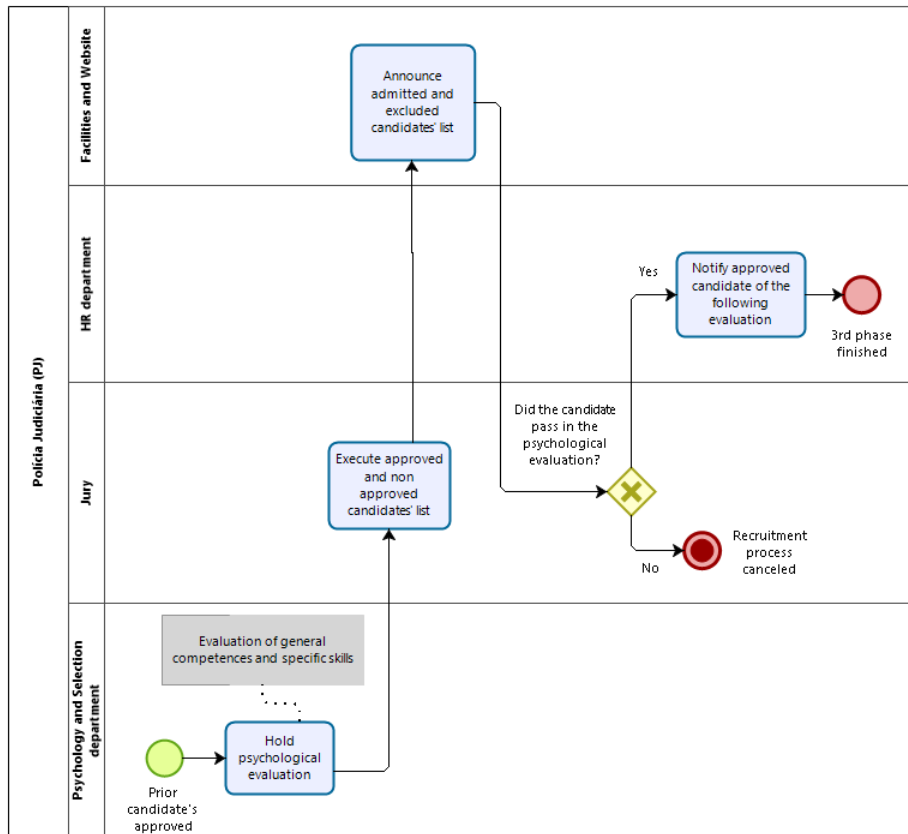 Polícia Judiciária (PJ)
Facilities and Website
Announce
admitted and
excluded
candidates' list
HR department
Yes
Notify approved
candidate of the
following
evaluation
3rd phase
finished
Jury
Did the candidate
pass in the
psychological
evaluation?
Execute approved
and non
approved
candidates' list
No
Recruitment
process
canceled
Psychology and Selection
department
Evaluation of general
competences and specific skills
Hold
psychological
evaluation
Prior
candidate's
approved